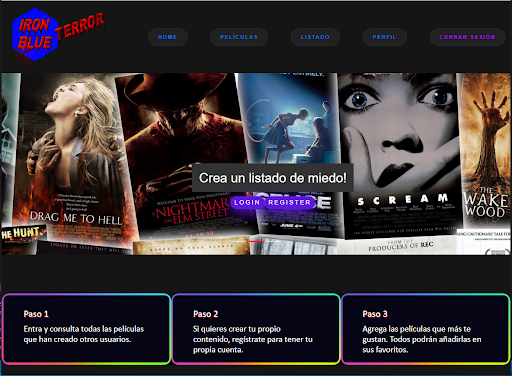 IRON
BLUE
TERROR
HOME
PELÍCULAS
LISTADO
PERFIL
CERRAR SESIÓN
Crea un listado de miedo!
LOGIN
REGISTER
DRAG ME TO HELL
HE HUNT.
NIGHTMARE
ON ELM STREET
JUNE 4
SCREAM
FROM THE
PRODUCERS OF REC
THE
WAKE
WOOD
Paso 1
Entra y consulta todas las películas
que han creado otros usuarios.
Paso 2
Si quieres crear tu propio
contenido, regístrate para tener tu
propia cuenta.
Paso 3
Agrega las películas que más te
gustan. Todos podrán añadirlas en
sus favoritos.